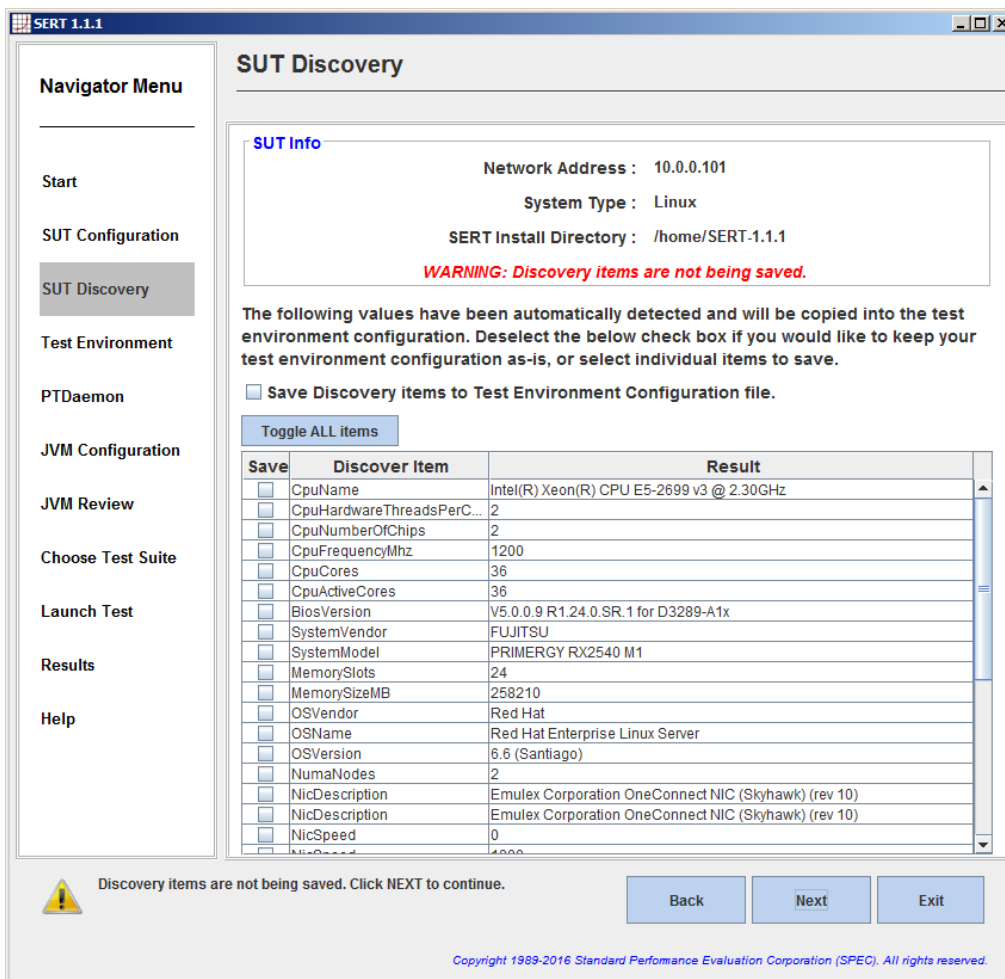 SERT 1.1.1
Navigator Menu
Start
SUT Configuration
SUT Discovery
Test Environment
PTDaemon
JVM Configuration
JVM Review
Choose Test Suite
Launch Test
Results
Help
SUT Discovery
SUT Info
Network Address : 10.0.0.101
System Type : Linux
SERT Install Directory : /home/SERT-1.1.1
WARNING: Discovery items are not being saved.
The following values have been automatically detected and will be copied into the test
environment configuration. Deselect the below check box if you would like to keep your
test environment configuration as-is, or select individual items to save.
Save Discovery items to Test Environment Configuration file.
Toggle ALL items
Save Discover Item Result
CpuName Intel(R) Xeon(R) CPU E5-2699 v3 @ 2.30GHz
CpuHardwareThreadsPerC... 2
CpuNumberOfChips 2
CpuFrequencyMhz 1200
CpuCores 36
CpuActiveCores 36
BiosVersion V5.0.0.9 R1.24.0.SR.1 for D3289-A1x
SystemVendor FUJITSU
SystemModel PRIMERGY RX2540 M1
MemorySlots 24
MemorySizeMB 258210
OSVendor Red Hat
OSName Red Hat Enterprise Linux Server
OSVersion 6.6 (Santiago)
NumaNodes 2
NicDescription Emulex Corporation OneConnect NIC (Skyhawk) (rev 10)
NicDescription Emulex Corporation OneConnect NIC (Skyhawk) (rev 10)
NicSpeed 0
NicSpeed 1000
Discovery items are not being saved. Click NEXT to continue.
Back Next Exit
Copyright 1989-2016 Standard Performance Evaluation Corporation (SPEC). All rights reserved.